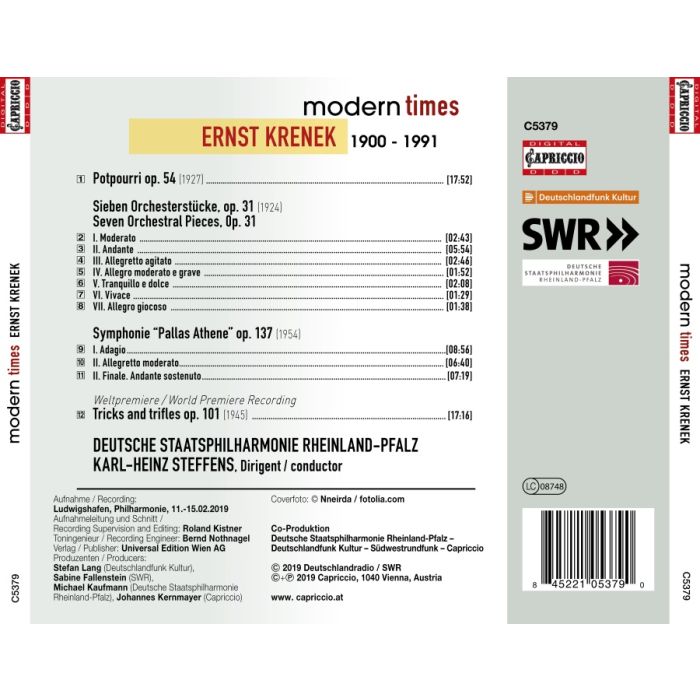 DIGITAL
CAPRICCIO
D D D
modern times ERNST KRENEK
C5379
modern times
ERNST KRENEK 1900 - 1991
1 Potpourri op. 54 (1927) [17:52]
Sieben Orchesterstücke, op. 31 (1924)
Seven Orchestral Pieces, Op. 31
2 I. Moderato [02:43]
3 II. Andante [05:54]
4 III. Allegretto agitato [02:46]
5 IV. Allegro moderato e grave [01:52]
6 V. Tranquillo e dolce [02:08]
7 VI. Vivace [01:29]
8 VII. Allegro giocoso [01:38]
Symphonie "Pallas Athene" op. 137 (1954)
9 I. Adagio [08:56]
10 II. Allegretto moderato [06:40]
11 II. Finale. Andante sostenuto [07:19]
Weltpremiere / World Premiere Recording
12 Tricks and trifles op. 101 (1945) [17:16]
DEUTSCHE STAATSPHILHARMONIE RHEINLAND-PFALZ
KARL-HEINZ STEFFENS, Dirigent / conductor
Aufnahme / Recording:
Ludwigshafen, Philharmonie, 11.-15.02.2019
Aufnahmeleitung und Schnitt /
Recording Supervision and Editing: Roland Kistner
Toningenieur / Recording Engineer: Bernd Nothnagel
Verlag / Publisher: Universal Edition Wien AG
Produzenten / Producers:
Stefan Lang (Deutschlandfunk Kultur),
Sabine Fallenstein (SWR),
Michael Kaufmann (Deutsche Staatsphilharmonie
Rheinland-Pfalz), Johannes Kernmayer (Capriccio)
Coverfoto: © Nneirda / fotolia.com
Co-Produktion
Deutsche Staatsphilharmonie Rheinland-Pfalz –
Deutschlandfunk Kultur – Südwestrundfunk – Capriccio
© 2019 Deutschlandradio / SWR
©+℗ 2019 Capriccio, 1040 Vienna, Austria
www.capriccio.at
C5379
DIGITAL
CAPRICCIO
D D D
Deutschlandfunk Kultur
SWR
DEUTSCHE
STAATSPHILHARMONIE
RHEINLAND-PFALZ
LC 08748
8 45221 05379 0
DIGITAL
CAPRICCIO
D D D
modern times ERNST KRENEK
C5379